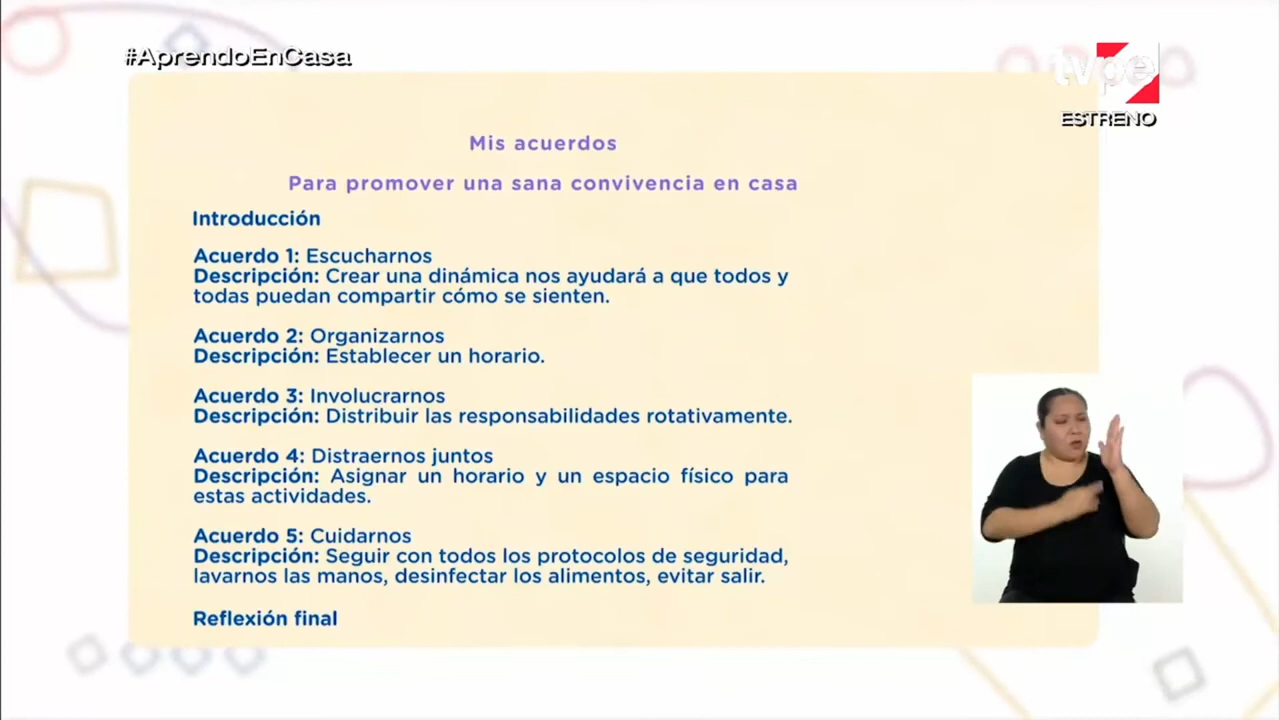 #AprendoEnCasa
tvpe
ESTRENO
Mis acuerdos
Para promover una sana convivencia en casa
Introducción
Acuerdo 1: Escucharnos
Descripción: Crear una dinámica nos ayudará a que todos y
todas puedan compartir cómo se sienten.
Acuerdo 2: Organizarnos
Descripción: Establecer un horario.
Acuerdo 3: Involucrarnos
Descripción: Distribuir las responsabilidades rotativamente.
Acuerdo 4: Distraernos juntos
Descripción: Asignar un horario y un espacio físico para
estas actividades.
Acuerdo 5: Cuidarnos
Descripción: Seguir con todos los protocolos de seguridad,
lavarnos las manos, desinfectar los alimentos, evitar salir.
Reflexión final